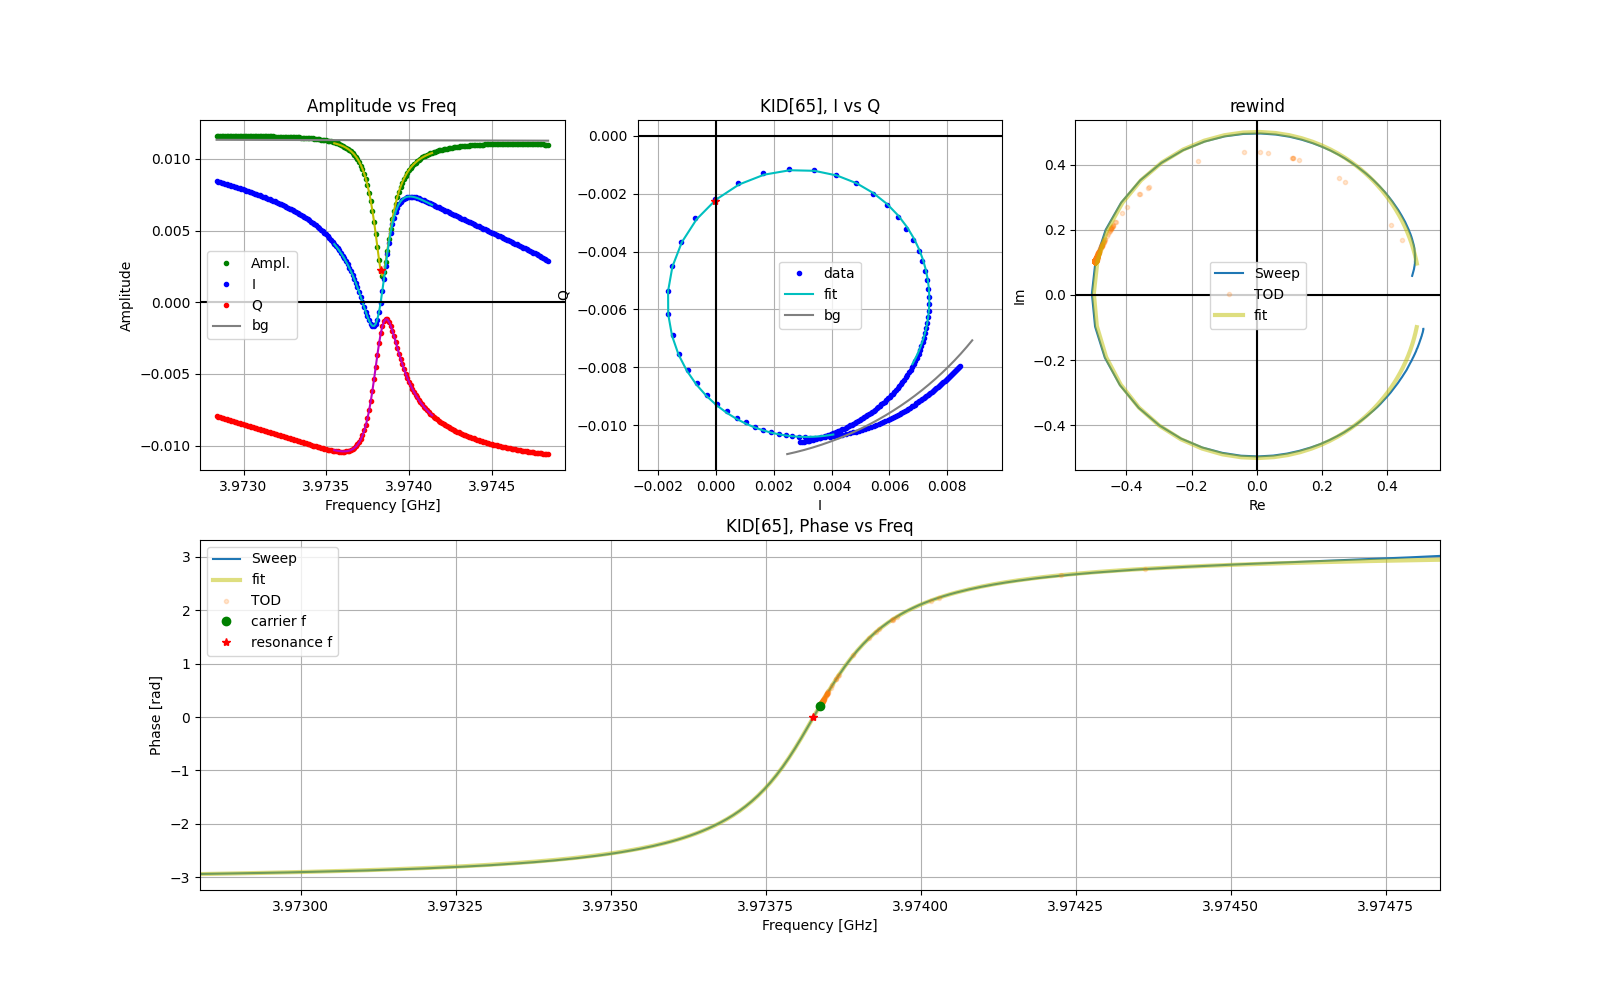 Amplitude vs Freq
Amplitude
0.010
0.005
0.000
−0.005
−0.010
Ampl.
I
Q
bg
3.9730
3.9735
3.9740
3.9745
Frequency [GHz]
KID[65], I vs Q
Q
0.000
−0.002
−0.004
−0.006
−0.008
−0.010
data
fit
bg
−0.002
0.000
0.002
0.004
0.006
0.008
I
rewind
Im
0.4
0.2
0.0
−0.2
−0.4
Sweep
TOD
fit
−0.4
−0.2
0.0
0.2
0.4
Re
KID[65], Phase vs Freq
Phase [rad]
3
2
1
0
−1
−2
−3
Sweep
fit
TOD
carrier f
resonance f
3.97300
3.97325
3.97350
3.97375
3.97400
3.97425
3.97450
3.97475
Frequency [GHz]